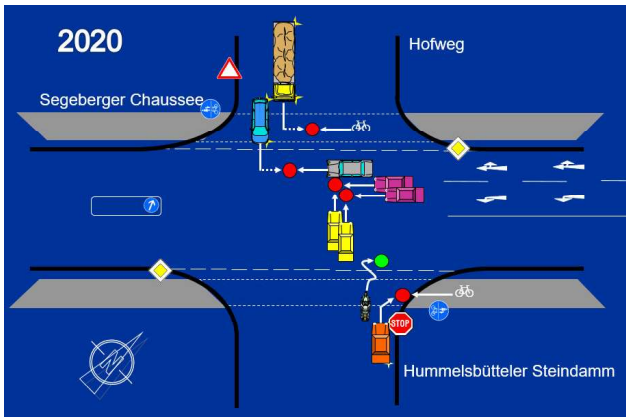 2020
Hofweg
Segeberger Chaussee
STOP
Hummelsbütteler Steindamm
N